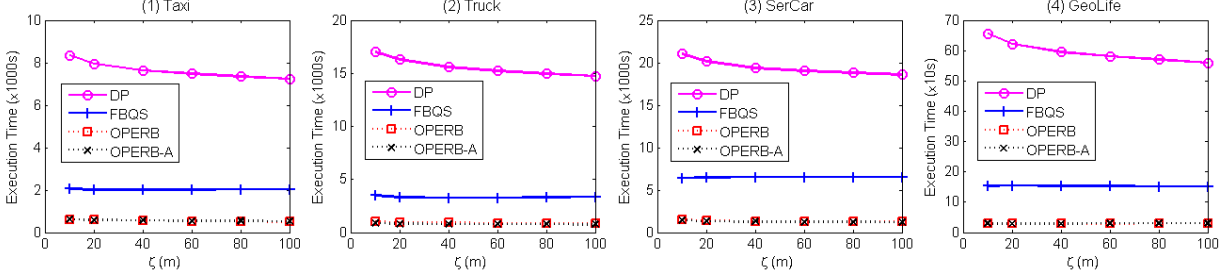 (1) Taxi
Execution Time (x1000s)
10
8
6
4
2
0
DP
FBQS
OPERB
OPERB-A
0 20 40 60 80 100
ζ (m)
(2) Truck
Execution Time (x1000s)
20
15
10
5
0
DP
FBQS
OPERB
OPERB-A
0 20 40 60 80 100
ζ (m)
(3) SerCar
Execution Time (x1000s)
25
20
15
10
5
0
DP
FBQS
OPERB
OPERB-A
0 20 40 60 80 100
ζ (m)
(4) GeoLife
Execution Time (x10s)
70
60
50
40
30
20
10
0
DP
FBQS
OPERB
OPERB-A
0 20 40 60 80 100
ζ (m)